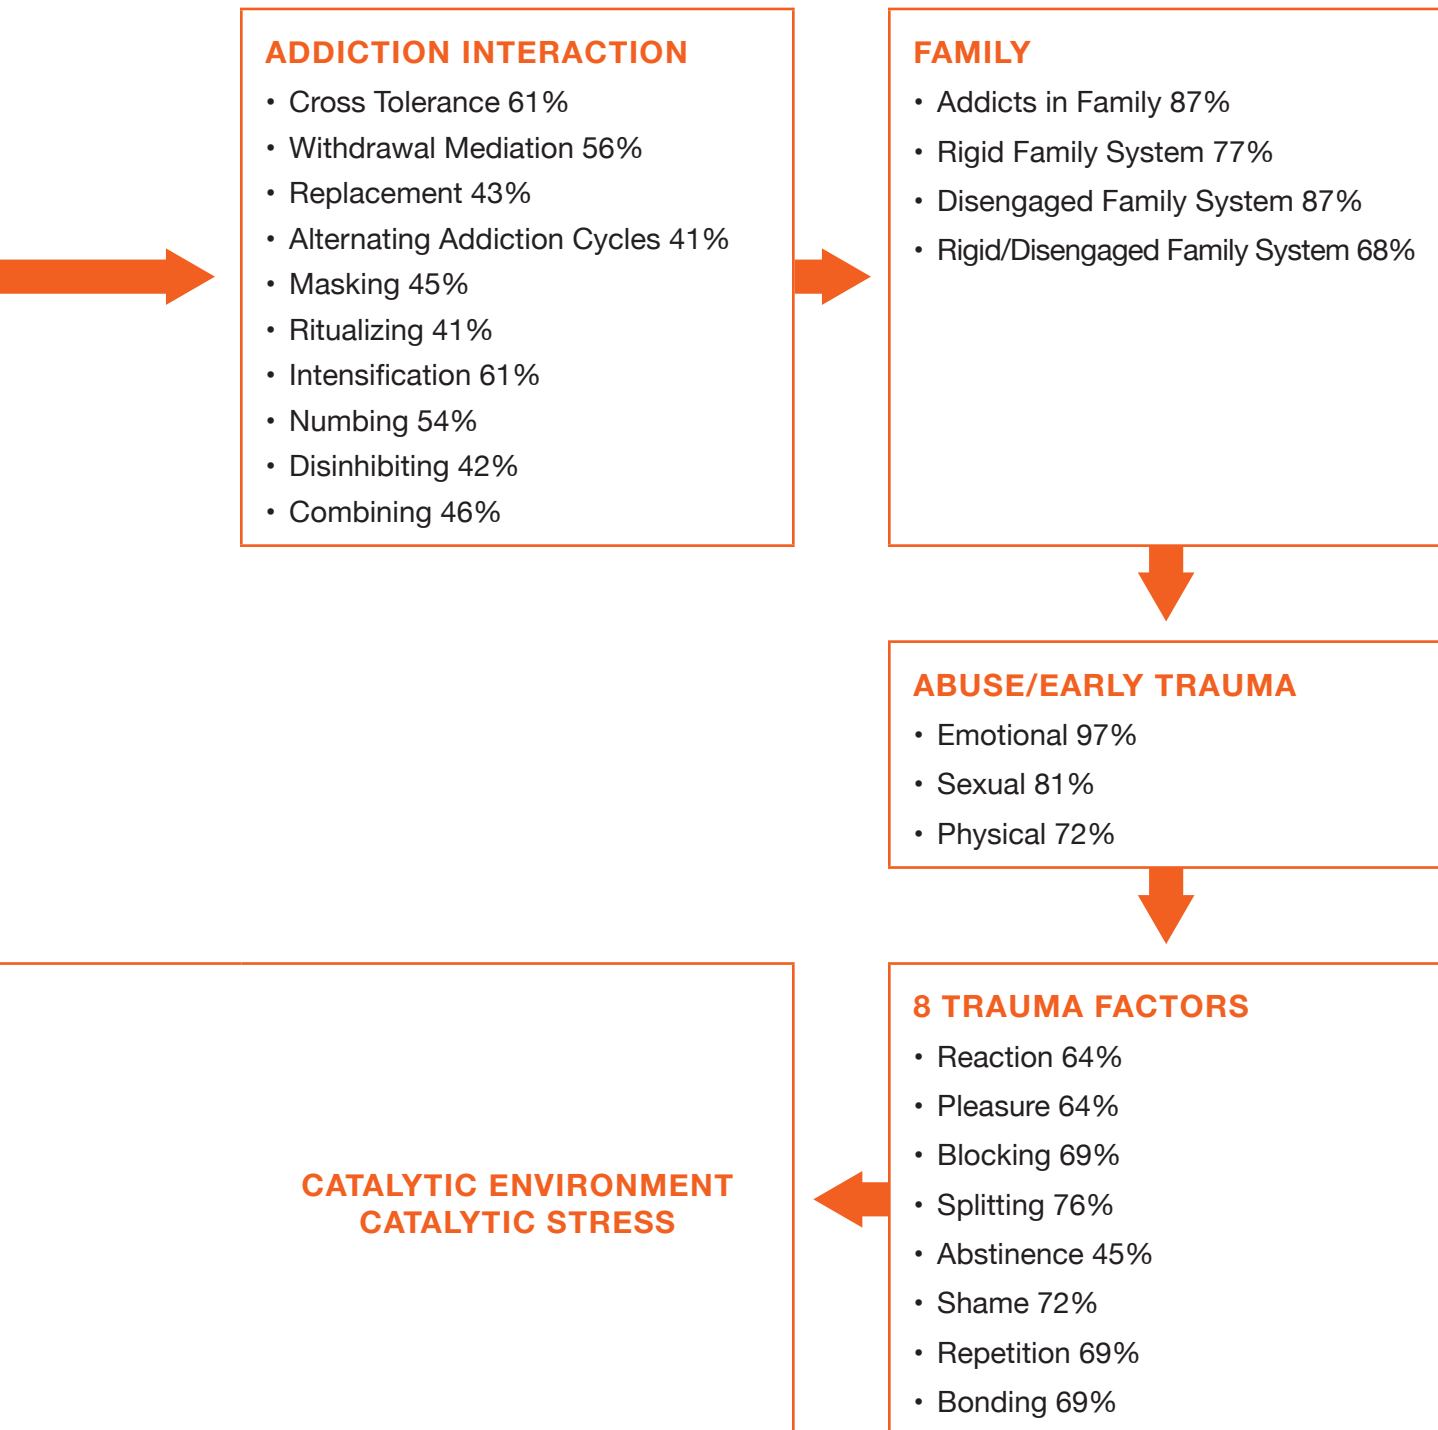 ADDICTION INTERACTION
• Cross Tolerance 61%
• Withdrawal Mediation 56%
• Replacement 43%
• Alternating Addiction Cycles 41%
• Masking 45%
• Ritualizing 41%
• Intensification 61%
• Numbing 54%
• Disinhibiting 42%
• Combining 46%
FAMILY
• Addicts in Family 87%
• Rigid Family System 77%
• Disengaged Family System 87%
• Rigid/Disengaged Family System 68%
ABUSE/EARLY TRAUMA
• Emotional 97%
• Sexual 81%
• Physical 72%
8 TRAUMA FACTORS
• Reaction 64%
• Pleasure 64%
• Blocking 69%
• Splitting 76%
• Abstinence 45%
• Shame 72%
• Repetition 69%
• Bonding 69%
CATALYTIC ENVIRONMENT
CATALYTIC STRESS